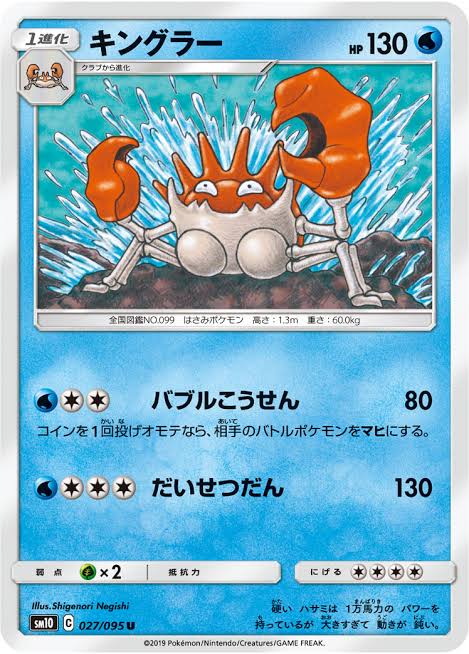 1進化 キングラー HP 130
クラブから進化
全国図鑑NO.099 はさみポケモン 高さ：1.3m 重さ：60.0kg
バブルこうせん 80
コインを1回投げオモテなら、相手のバトルポケモンをマヒにする。
だいせつだん 130
弱点 ×2 抵抗力 にげる
Illus.Shigenori Negishi
sm10 C 027/095 U
硬い ハサミは 1万馬力の パワーを
持っているが 大きすぎて 動きが 鈍い。
©2019 Pokémon/Nintendo/Creatures/GAME FREAK.